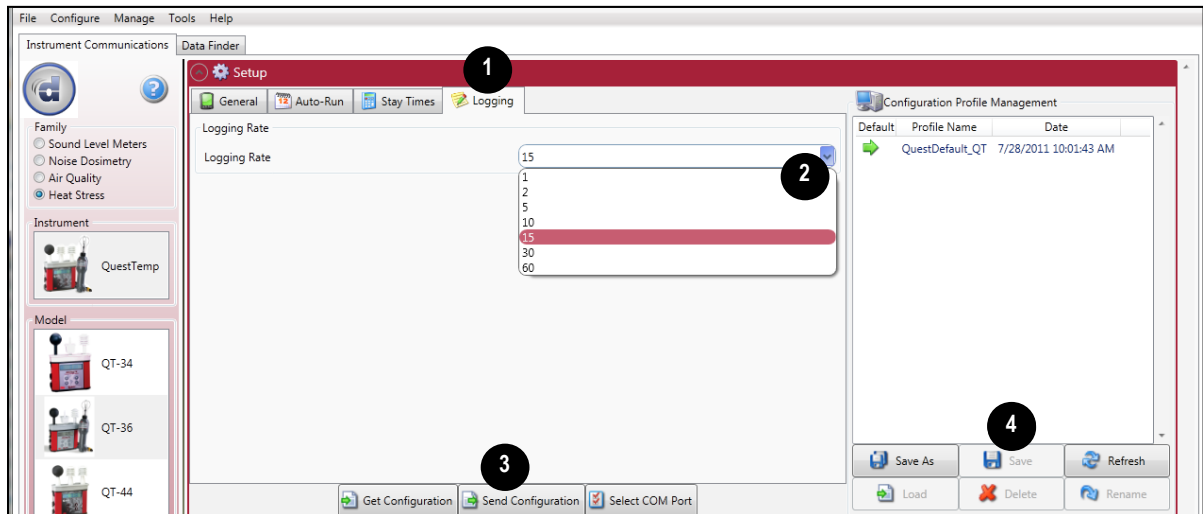 File Configure Manage Tools Help
Instrument Communications Data Finder
Setup
1
General Auto-Run Stay Times Logging
Logging Rate
Logging Rate 15
2
1
2
5
10
15
30
60
Family
Sound Level Meters
Noise Dosimetry
Air Quality
Heat Stress
Instrument
QuestTemp
Model
QT-34
QT-36
QT-44
3
Get Configuration Send Configuration Select COM Port
Configuration Profile Management
Default Profile Name Date
QuestDefault_QT 7/28/2011 10:01:43 AM
4
Save As Save Refresh
Load Delete Rename